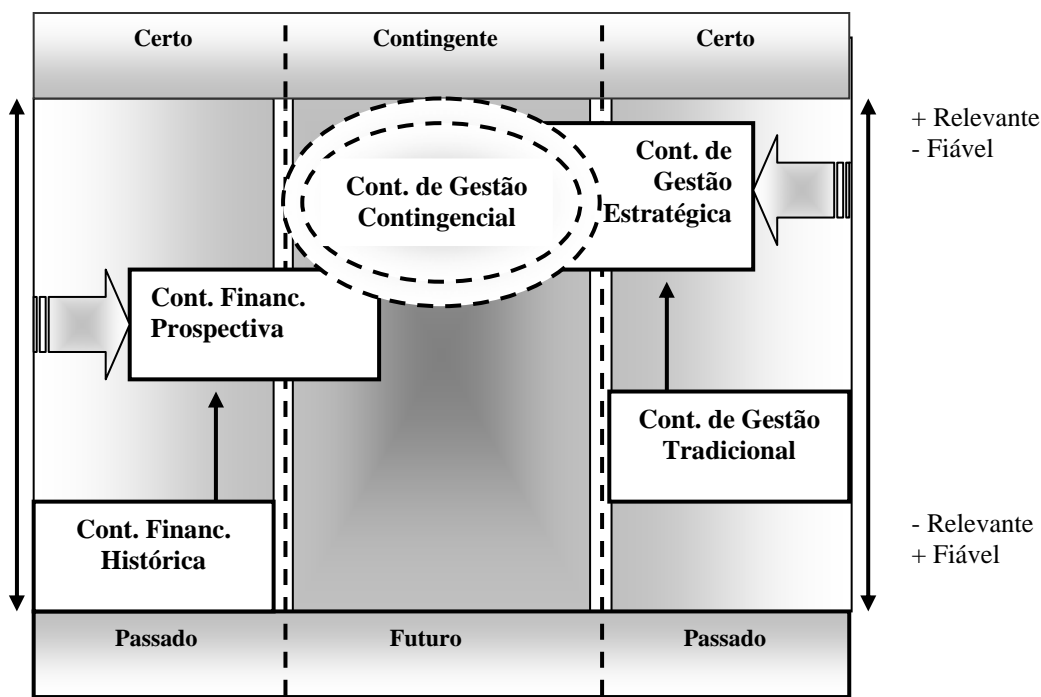 Certo
Contingente
Certo
+ Relevante
- Fiável
Cont. de
Gestão
Estratégica
Cont. de Gestão
Contingencial
Cont. Financ.
Prospectiva
Cont. de Gestão
Tradicional
Cont. Financ.
Histórica
- Relevante
+ Fiável
Passado
Futuro
Passado